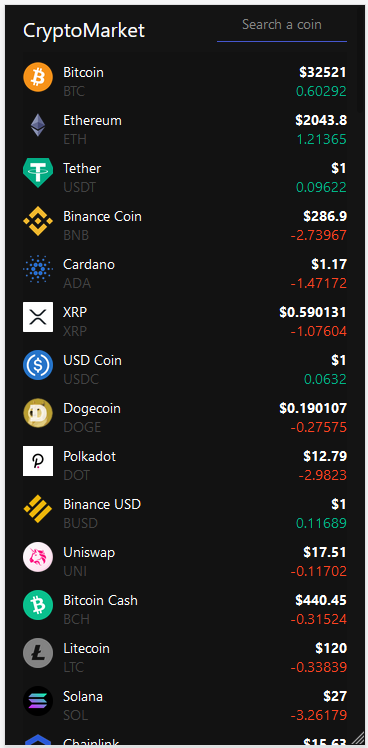 CryptoMarket
Search a coin
Bitcoin $32521
BTC 0.60292
Ethereum $2043.8
ETH 1.21365
Tether $1
USDT 0.09622
Binance Coin $286.9
BNB -2.73967
Cardano $1.17
ADA -1.47172
XRP $0.590131
XRP -1.07604
USD Coin $1
USDC 0.0632
Dogecoin $0.190107
DOGE -0.27575
Polkadot $12.79
DOT -2.9823
Binance USD $1
BUSD 0.11689
Uniswap $17.51
UNI -0.11702
Bitcoin Cash $440.45
BCH -0.31524
Litecoin $120
LTC -0.33839
Solana $27
SOL -3.26179
Chainlink $15.63